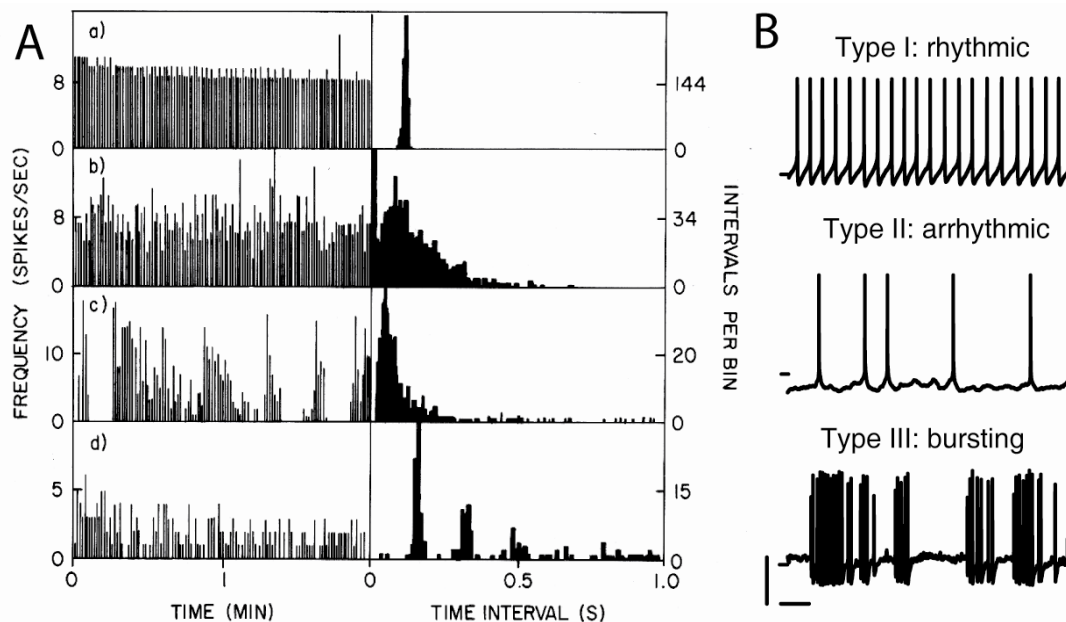 A
a)
8
0
b)
8
0
c)
10
0
d)
5
0
FREQUENCY (SPIKES/SEC)
0
1
0
0.5
1.0
TIME (MIN)
TIME INTERVAL (S)
144
0
34
0
20
0
15
0
INTERVALS PER BIN
B
Type I: rhythmic
Type II: arrhythmic
Type III: bursting